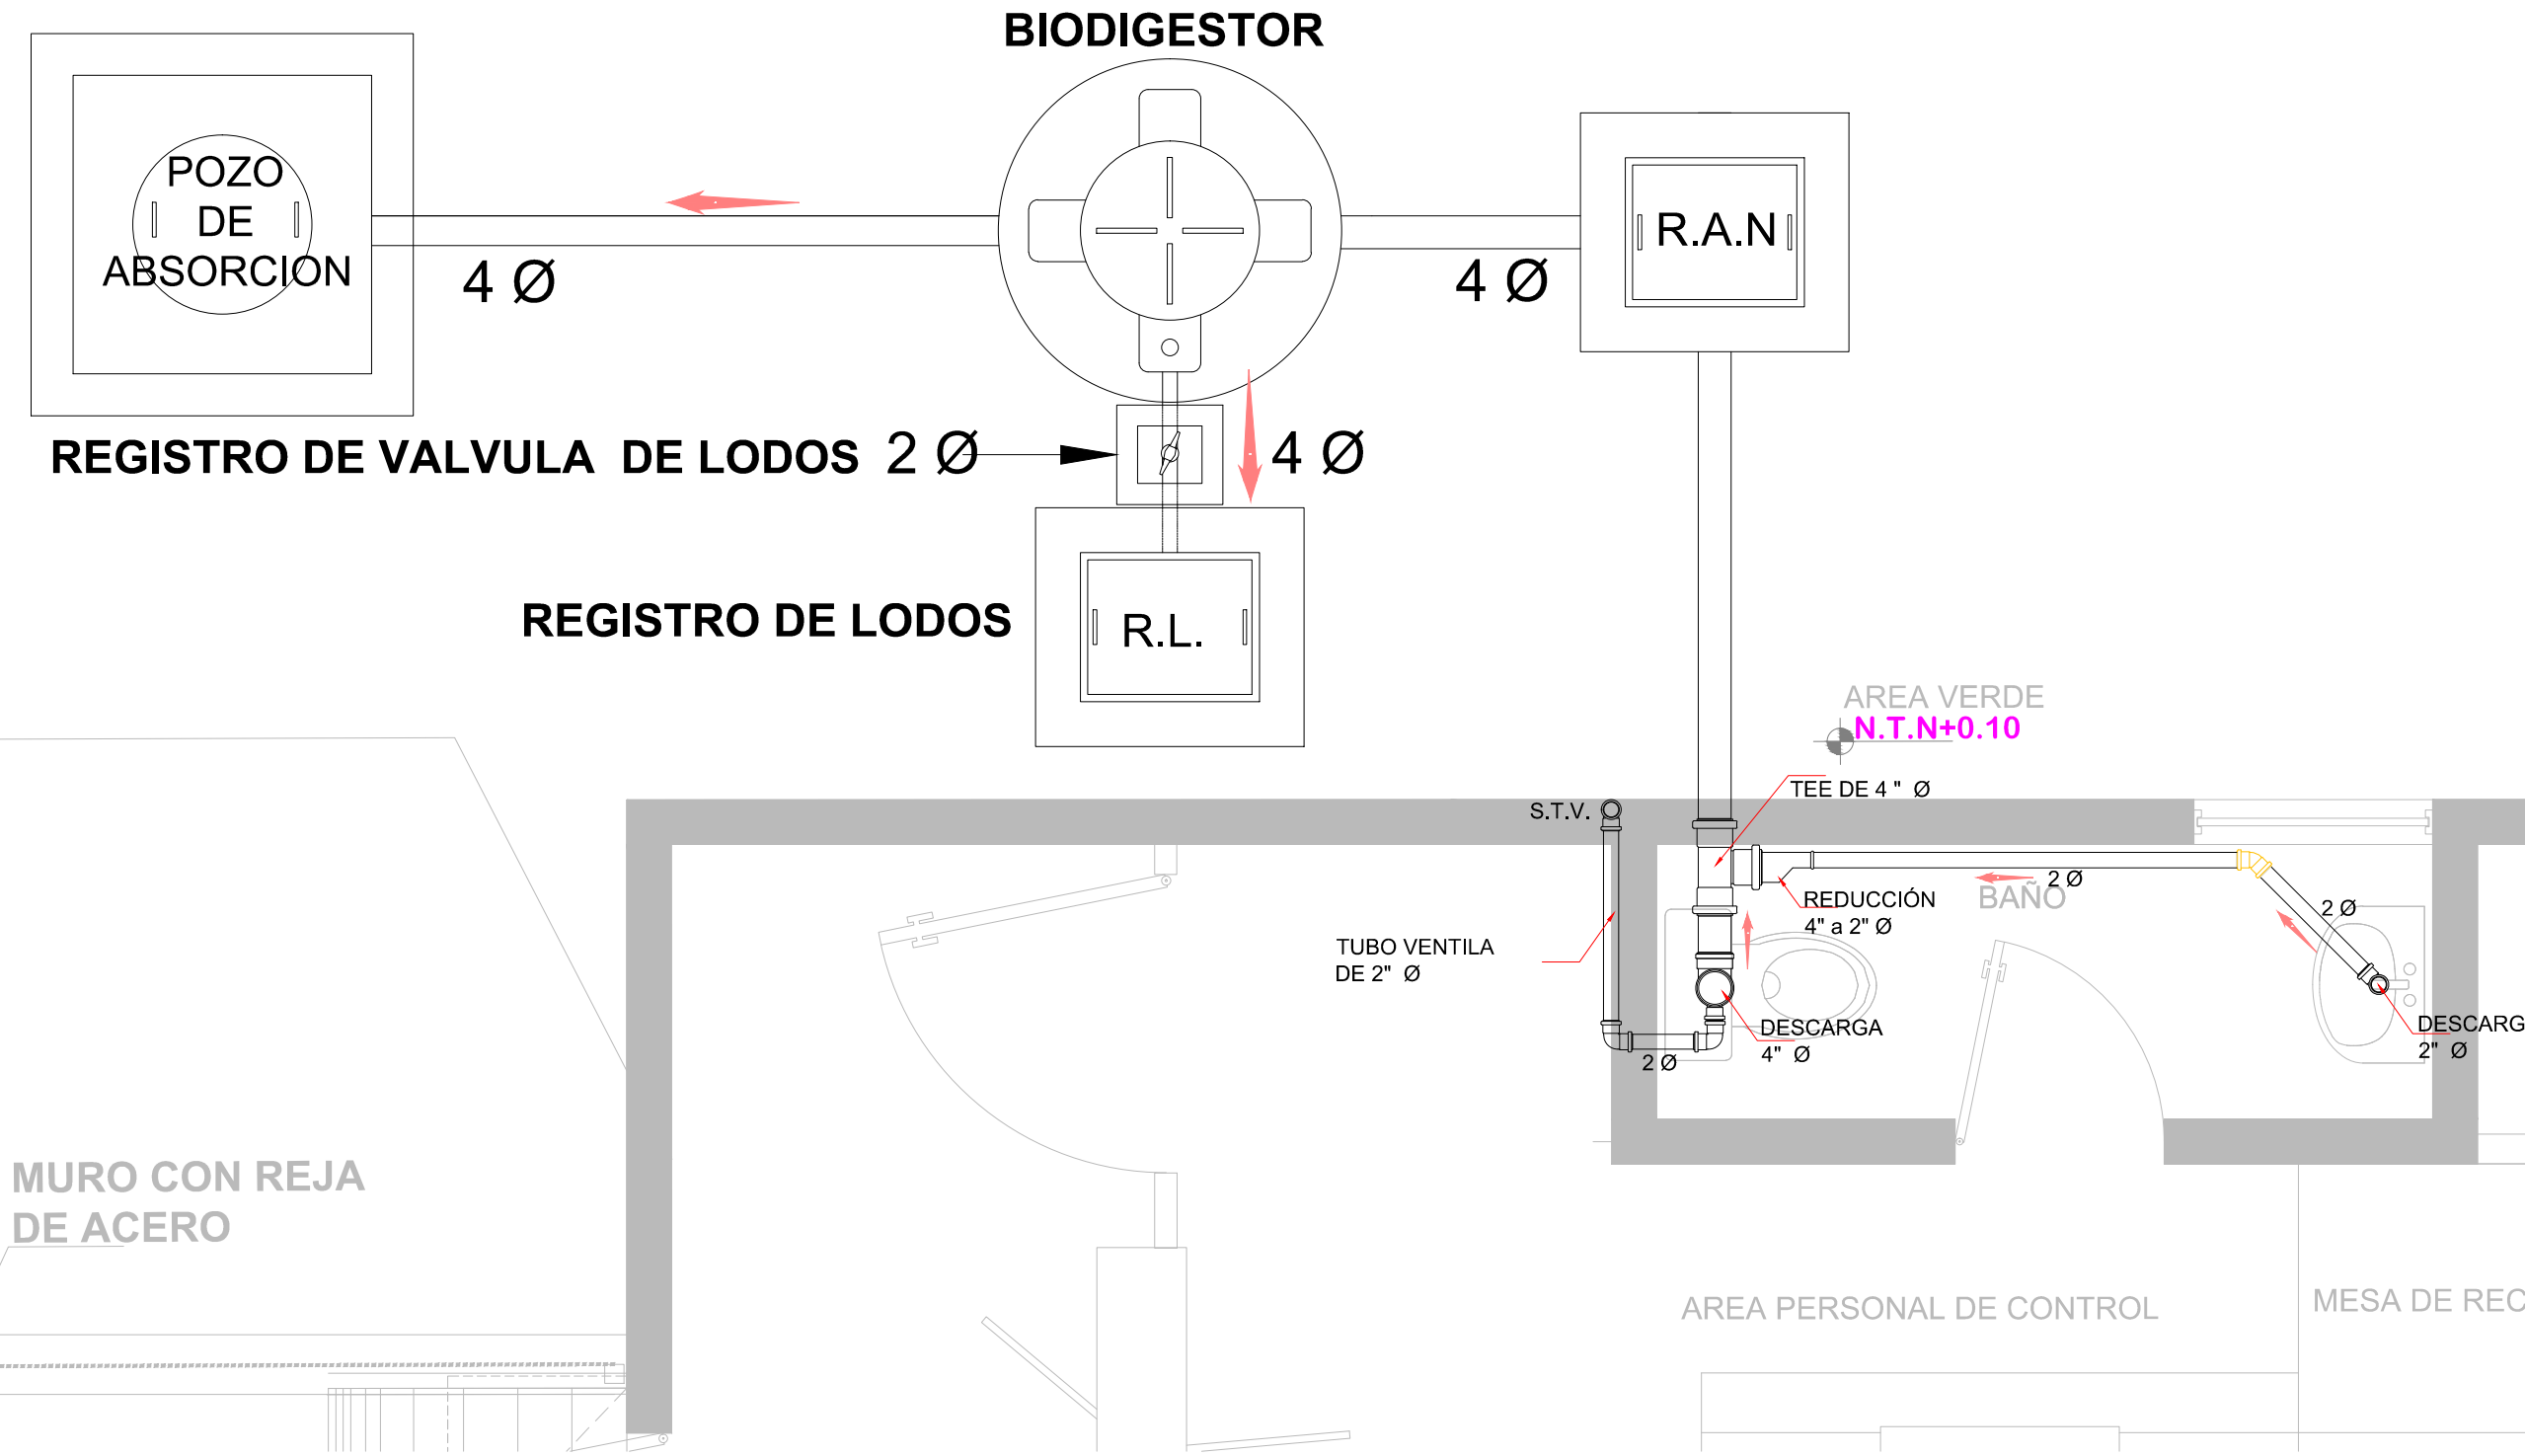 BIODIGESTOR
POZO
DE
ABSORCION
4 Ø
4 Ø
R.A.N
REGISTRO DE VALVULA DE LODOS 2 Ø
4 Ø
REGISTRO DE LODOS
R.L.
AREA VERDE
N.T.N+0.10
TEE DE 4 " Ø
S.T.V.
2 Ø
BAÑO
REDUCCIÓN
4" a 2" Ø
2 Ø
TUBO VENTILA
DE 2" Ø
DESCARGA
4" Ø
2 Ø
DESCARG
2" Ø
MURO CON REJA
DE ACERO
AREA PERSONAL DE CONTROL
MESA DE REC